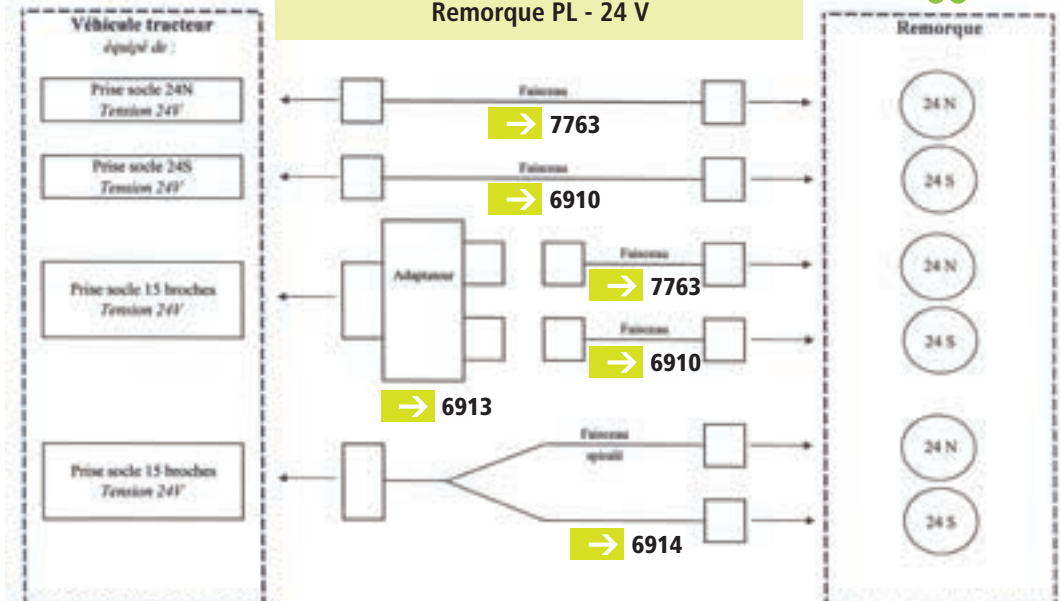 Remorque PL - 24 V
Véhicule tracteur
équipé de :
Remorque
Prise socle 24N
Tension 24V
Faisceau
→ 7763
24 N
Prise socle 24S
Tension 24V
Faisceau
→ 6910
24 S
Prise socle 15 broches
Tension 24V
Adaptateur
Faisceau
→ 7763
24 N
Faisceau
→ 6910
24 S
→ 6913
Prise socle 15 broches
Tension 24V
Faisceau
spiralé
24 N
→ 6914
24 S